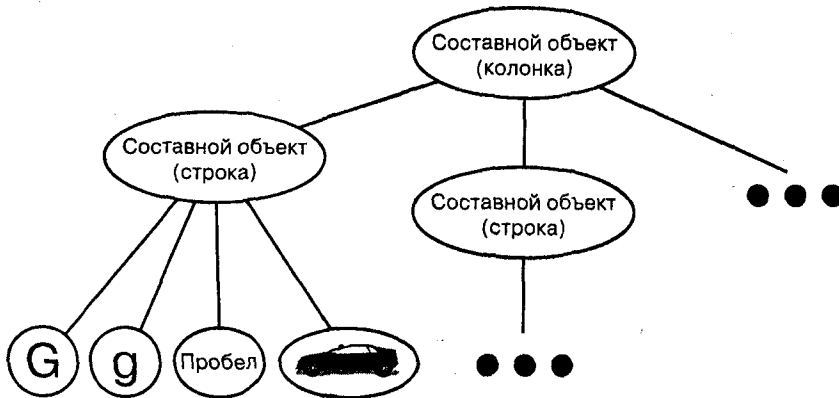 Составной объект
(колонка)
Составной объект
(строка)
Составной объект
(строка)
G
g
Пробел